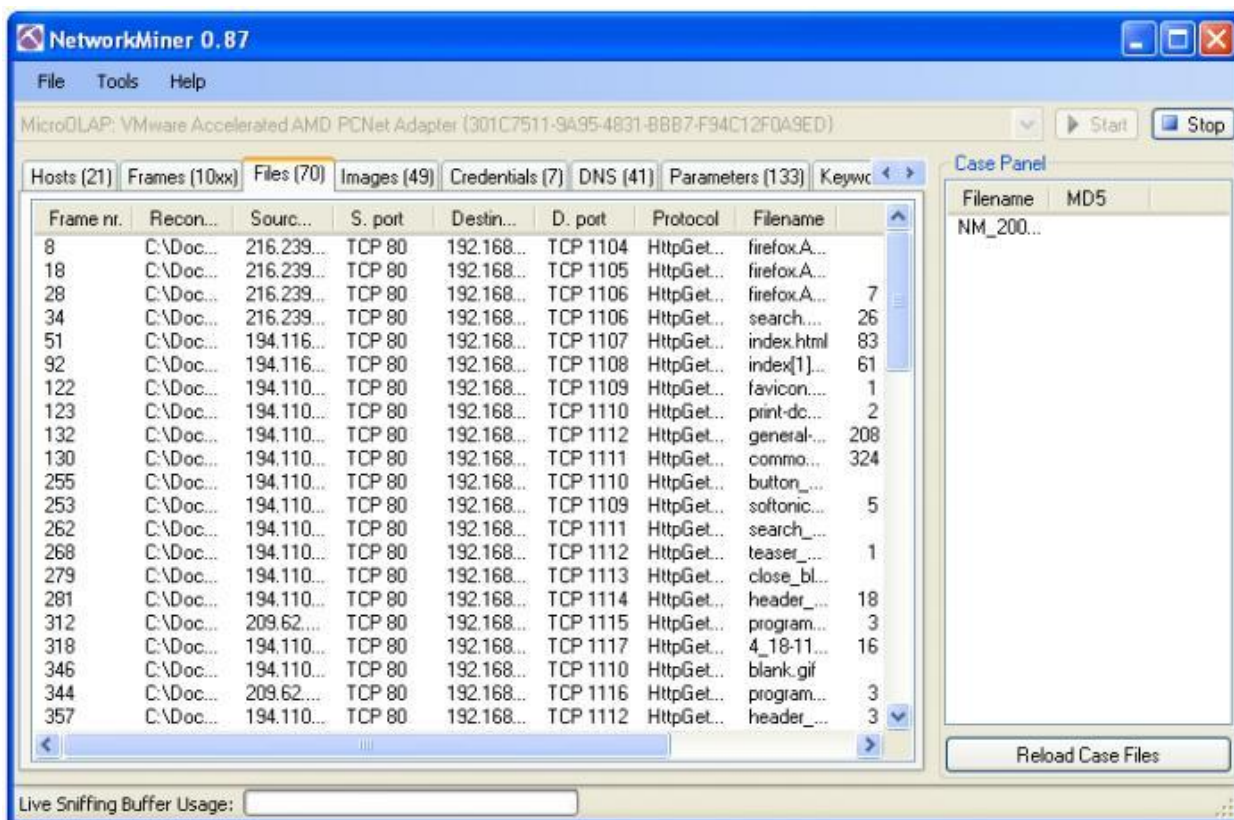 NetworkMiner 0.87
File Tools Help
MicroOLAP: VMware Accelerated AMD PCNet Adapter (301C7511-9A95-4831-BBB7-F94C12F0A9ED) Start Stop
Hosts (21) Frames (10xx) Files (70) Images (49) Credentials (7) DNS (41) Parameters (133) Keywo
Frame nr. Recon... Sourc... S. port Destin... D. port Protocol Filename
8 C:\Doc... 216.239... TCP 80 192.168... TCP 1104 HttpGet... firefox.A...
18 C:\Doc... 216.239... TCP 80 192.168... TCP 1105 HttpGet... firefox.A...
28 C:\Doc... 216.239... TCP 80 192.168... TCP 1106 HttpGet... firefox.A... 7
34 C:\Doc... 216.239... TCP 80 192.168... TCP 1106 HttpGet... search.... 26
51 C:\Doc... 194.116... TCP 80 192.168... TCP 1107 HttpGet... index.html 83
92 C:\Doc... 194.116... TCP 80 192.168... TCP 1108 HttpGet... index[1]... 61
122 C:\Doc... 194.110... TCP 80 192.168... TCP 1109 HttpGet... favicon.... 1
123 C:\Doc... 194.110... TCP 80 192.168... TCP 1110 HttpGet... print-dc... 2
132 C:\Doc... 194.110... TCP 80 192.168... TCP 1112 HttpGet... general-... 208
130 C:\Doc... 194.110... TCP 80 192.168... TCP 1111 HttpGet... commo... 324
255 C:\Doc... 194.110... TCP 80 192.168... TCP 1110 HttpGet... button_...
253 C:\Doc... 194.110... TCP 80 192.168... TCP 1109 HttpGet... softonic... 5
262 C:\Doc... 194.110... TCP 80 192.168... TCP 1111 HttpGet... search_...
268 C:\Doc... 194.110... TCP 80 192.168... TCP 1112 HttpGet... teaser_... 1
279 C:\Doc... 194.110... TCP 80 192.168... TCP 1113 HttpGet... close_bl...
281 C:\Doc... 194.110... TCP 80 192.168... TCP 1114 HttpGet... header_... 18
312 C:\Doc... 209.62.... TCP 80 192.168... TCP 1115 HttpGet... program... 3
318 C:\Doc... 194.110... TCP 80 192.168... TCP 1117 HttpGet... 4_18-11... 16
346 C:\Doc... 194.110... TCP 80 192.168... TCP 1110 HttpGet... blank.gif
344 C:\Doc... 209.62.... TCP 80 192.168... TCP 1116 HttpGet... program... 3
357 C:\Doc... 194.110... TCP 80 192.168... TCP 1112 HttpGet... header_... 3
Case Panel
Filename MD5
NM_200...
Reload Case Files
Live Sniffing Buffer Usage: